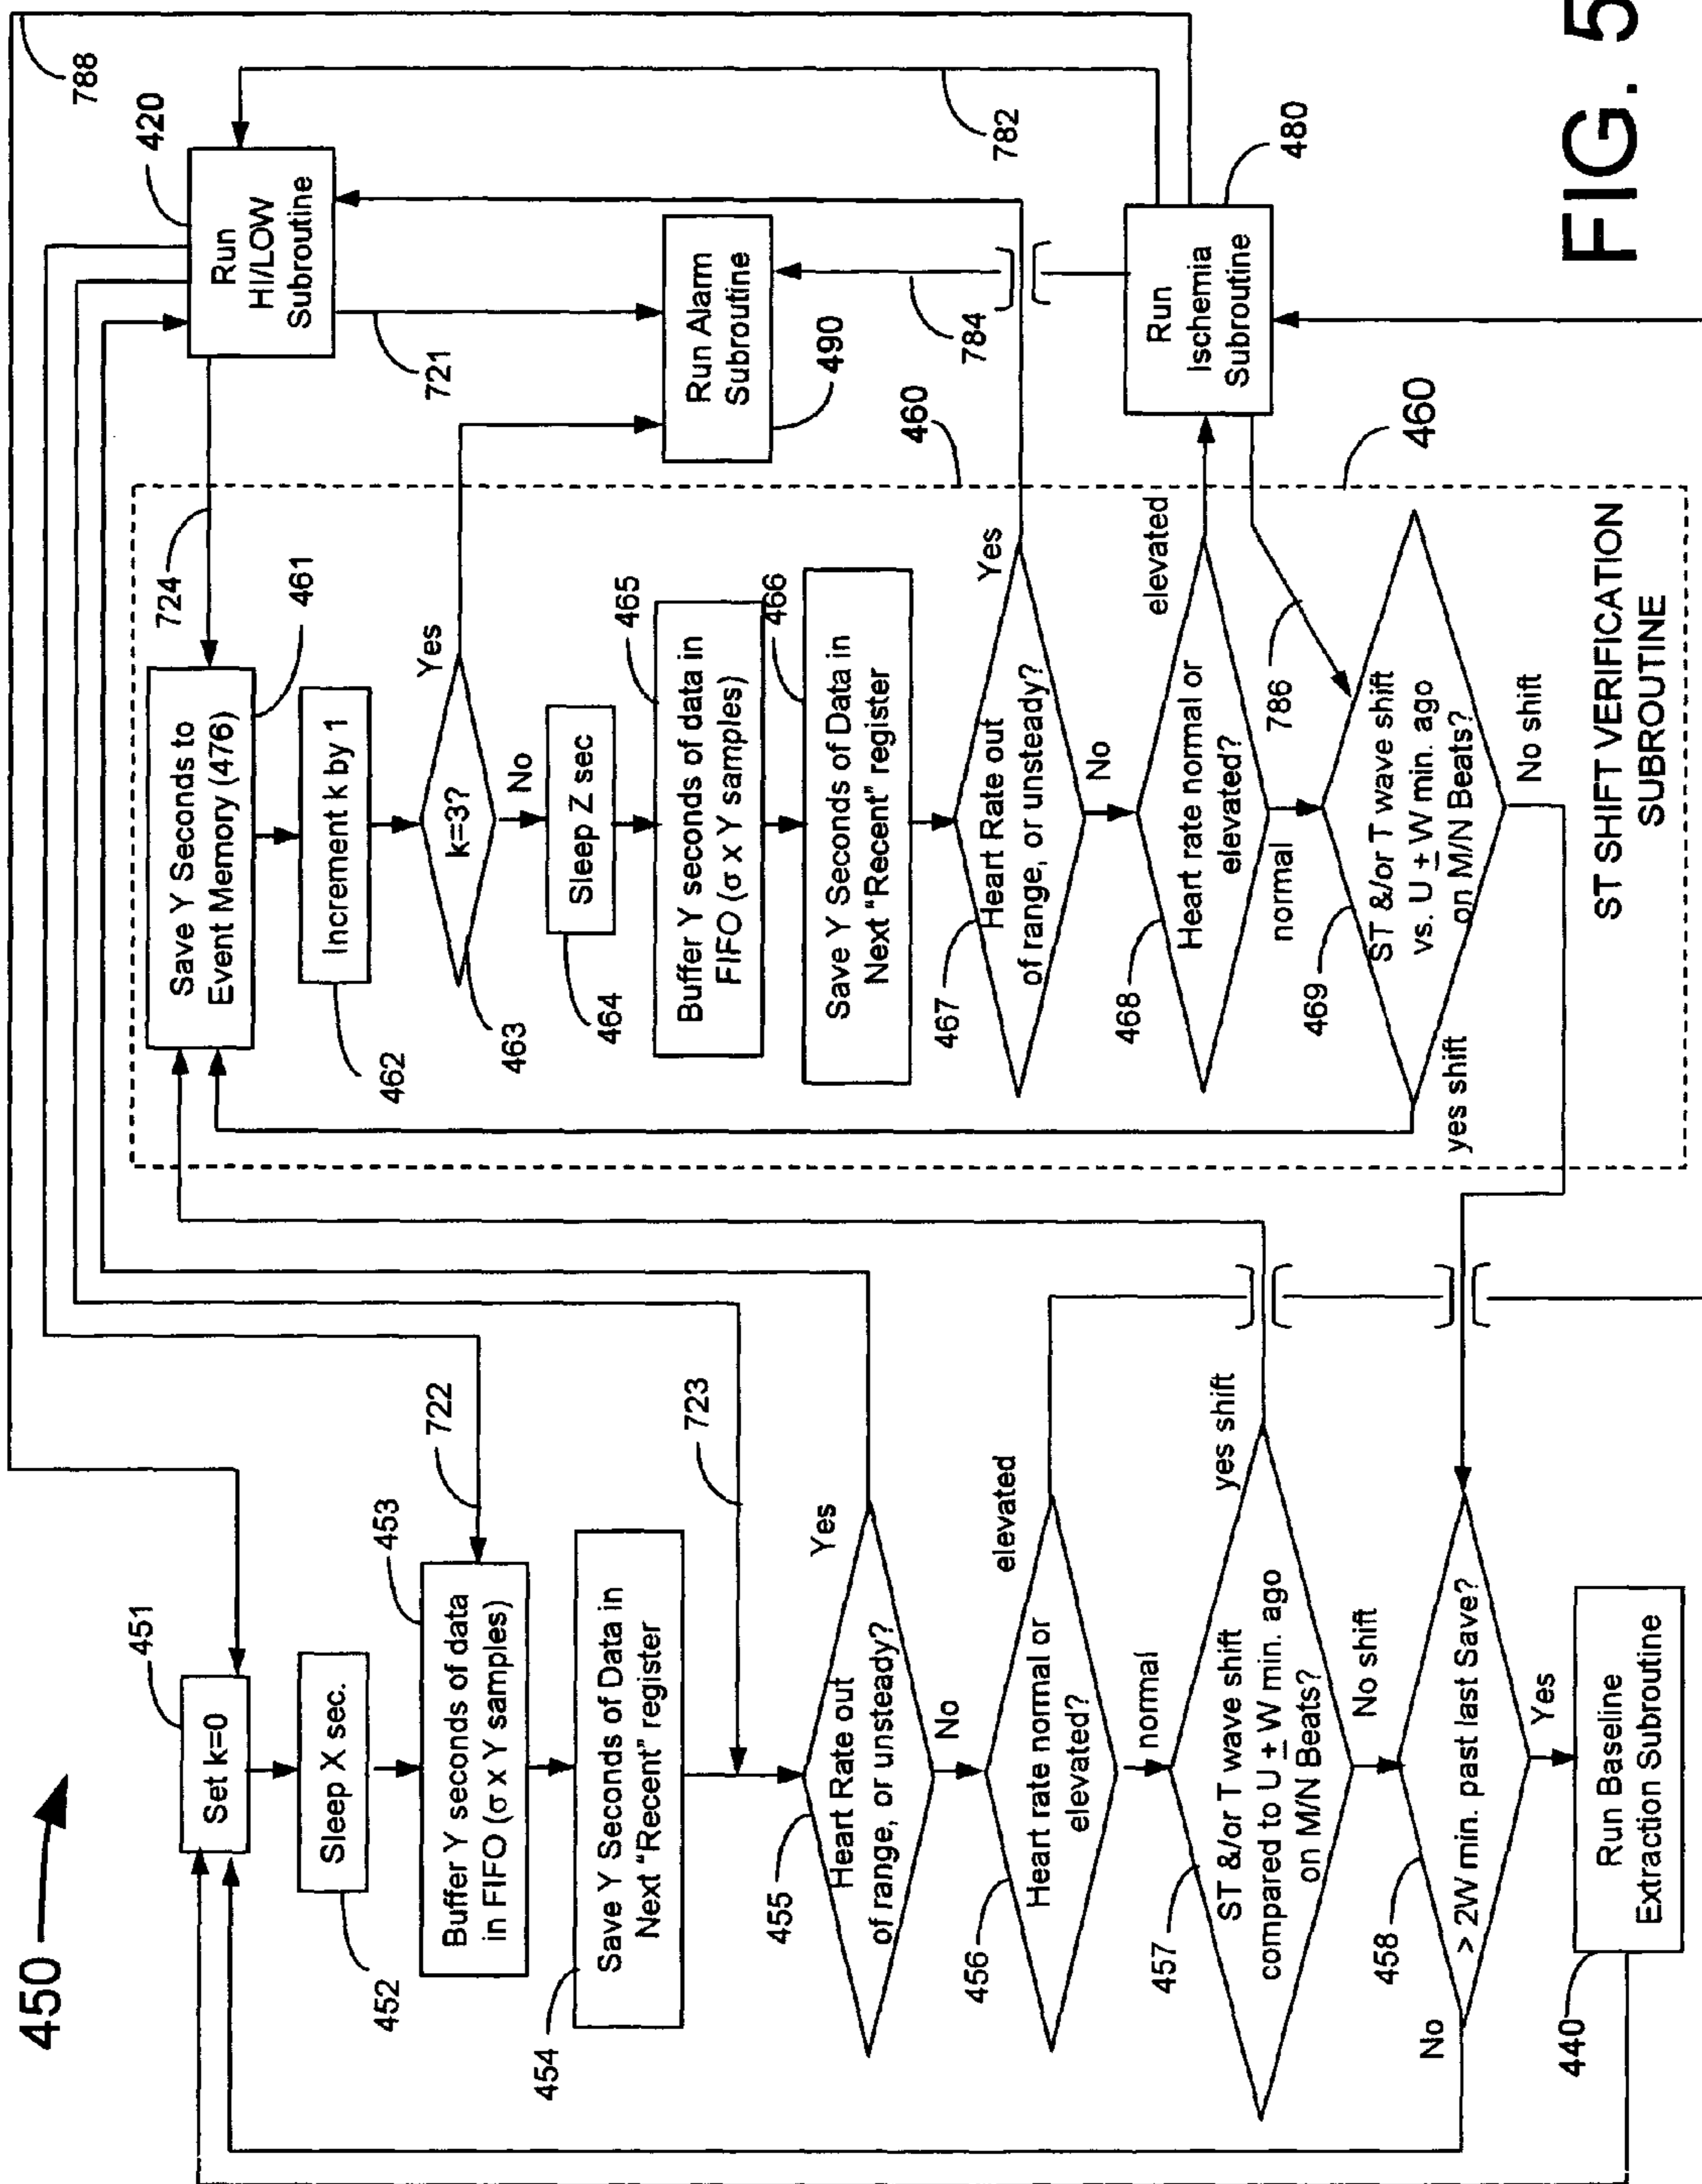 450
451
Set k=0
Sleep X sec.
452
453
Buffer Y seconds of data
in FIFO (σ x Y samples)
722
Save Y Seconds of Data in
Next "Recent" register
454
723
455
Heart Rate out
of range, or unsteady?
Yes
No
456
Heart rate normal or
elevated?
elevated
normal
457
ST &/or T wave shift
compared to U ± W min. ago
on M/N Beats?
yes shift
No shift
458
> 2W min. past last Save?
No
Yes
Run Baseline
Extraction Subroutine
440
724
Save Y Seconds to
Event Memory (476)
461
Increment k by 1
462
k=3?
Yes
463
No
Sleep Z sec
464
465
Buffer Y seconds of data in
FIFO (σ x Y samples)
466
Save Y Seconds of Data in
Next "Recent" register
467
Heart Rate out
of range, or unsteady?
Yes
No
468
Heart rate normal or
elevated?
elevated
normal
469
ST &/or T wave shift
vs. U ± W min. ago
on M/N Beats?
786
yes shift
No shift
ST SHIFT VERIFICATION
SUBROUTINE
460
460
788
420
Run
HI/LOW
Subroutine
721
Run Alarm
Subroutine
490
784
782
Run
Ischemia
Subroutine
480
FIG. 5